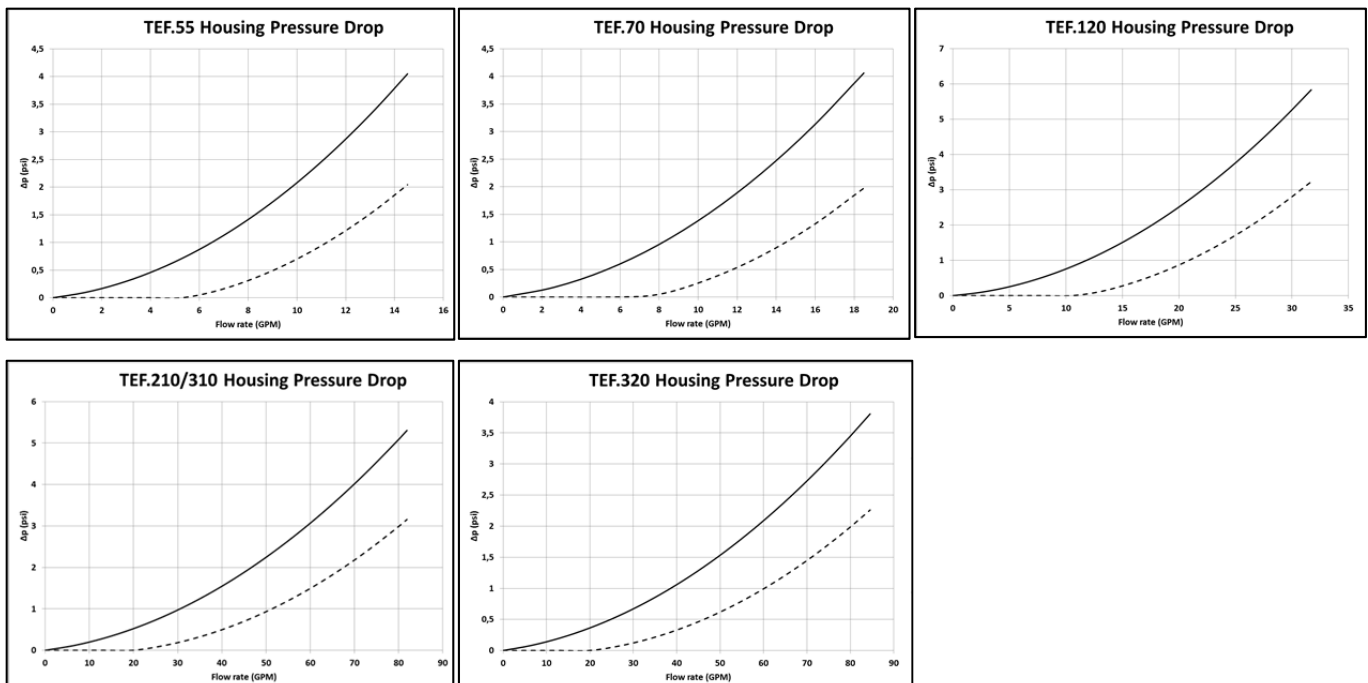 TEF.55 Housing Pressure Drop
4,5
4
3,5
3
2,5
2
1,5
1
0,5
0
Δp (psi)
0 2 4 6 8 10 12 14 16
Flow rate (GPM)
TEF.70 Housing Pressure Drop
4,5
4
3,5
3
2,5
2
1,5
1
0,5
0
Δp (psi)
0 2 4 6 8 10 12 14 16 18 20
Flow rate (GPM)
TEF.120 Housing Pressure Drop
7
6
5
4
3
2
1
0
Δp (psi)
0 5 10 15 20 25 30 35
Flow rate (GPM)
TEF.210/310 Housing Pressure Drop
6
5
4
3
2
1
0
Δp (psi)
0 10 20 30 40 50 60 70 80 90
Flow rate (GPM)
TEF.320 Housing Pressure Drop
4
3,5
3
2,5
2
1,5
1
0,5
0
Δp (psi)
0 10 20 30 40 50 60 70 80 90
Flow rate (GPM)